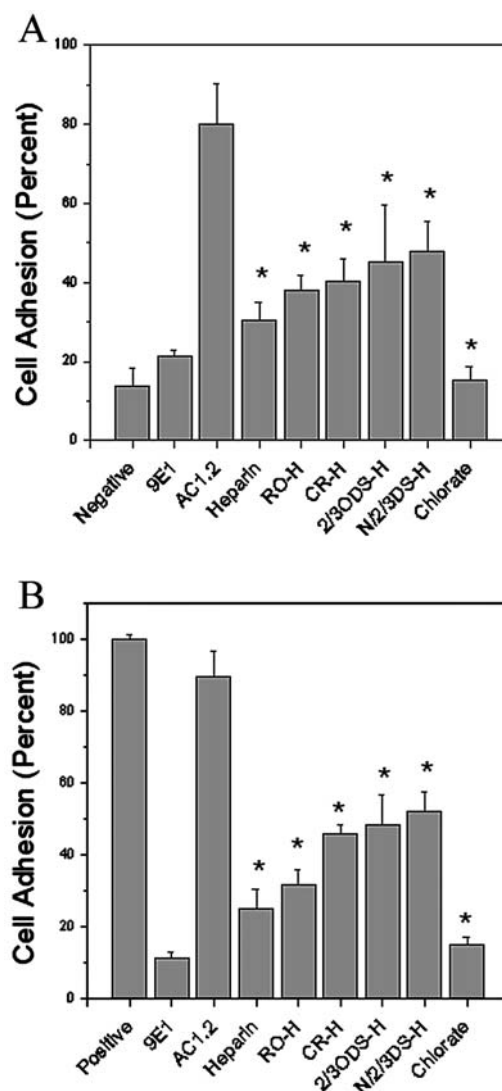 A
Cell Adhesion (Percent)
100
80
60
40
20
0
*
*
*
*
*
*
Negative
9E1
AC1.2
Heparin
RO-H
CR-H
2/3ODS-H
N/2/3DS-H
Chlorate
B
Cell Adhesion (Percent)
100
80
60
40
20
0
*
*
*
*
*
*
Positive
9E1
AC1.2
Heparin
RO-H
CR-H
2/3ODS-H
N/2/3DS-H
Chlorate